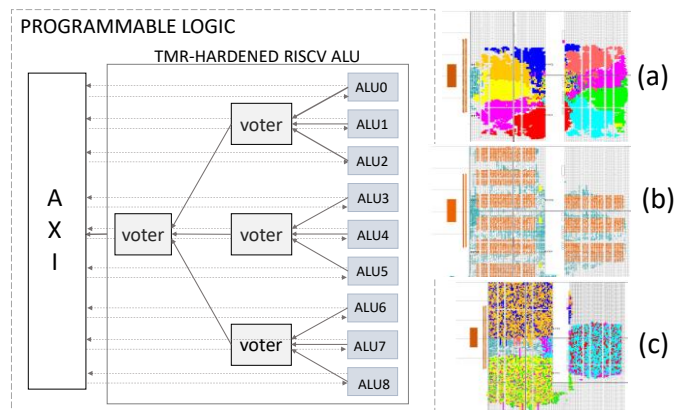 PROGRAMMABLE LOGIC
TMR-HARDENED RISCV ALU
A
X
I
voter
voter
voter
voter
ALU0
ALU1
ALU2
ALU3
ALU4
ALU5
ALU6
ALU7
ALU8
(a)
(b)
(c)